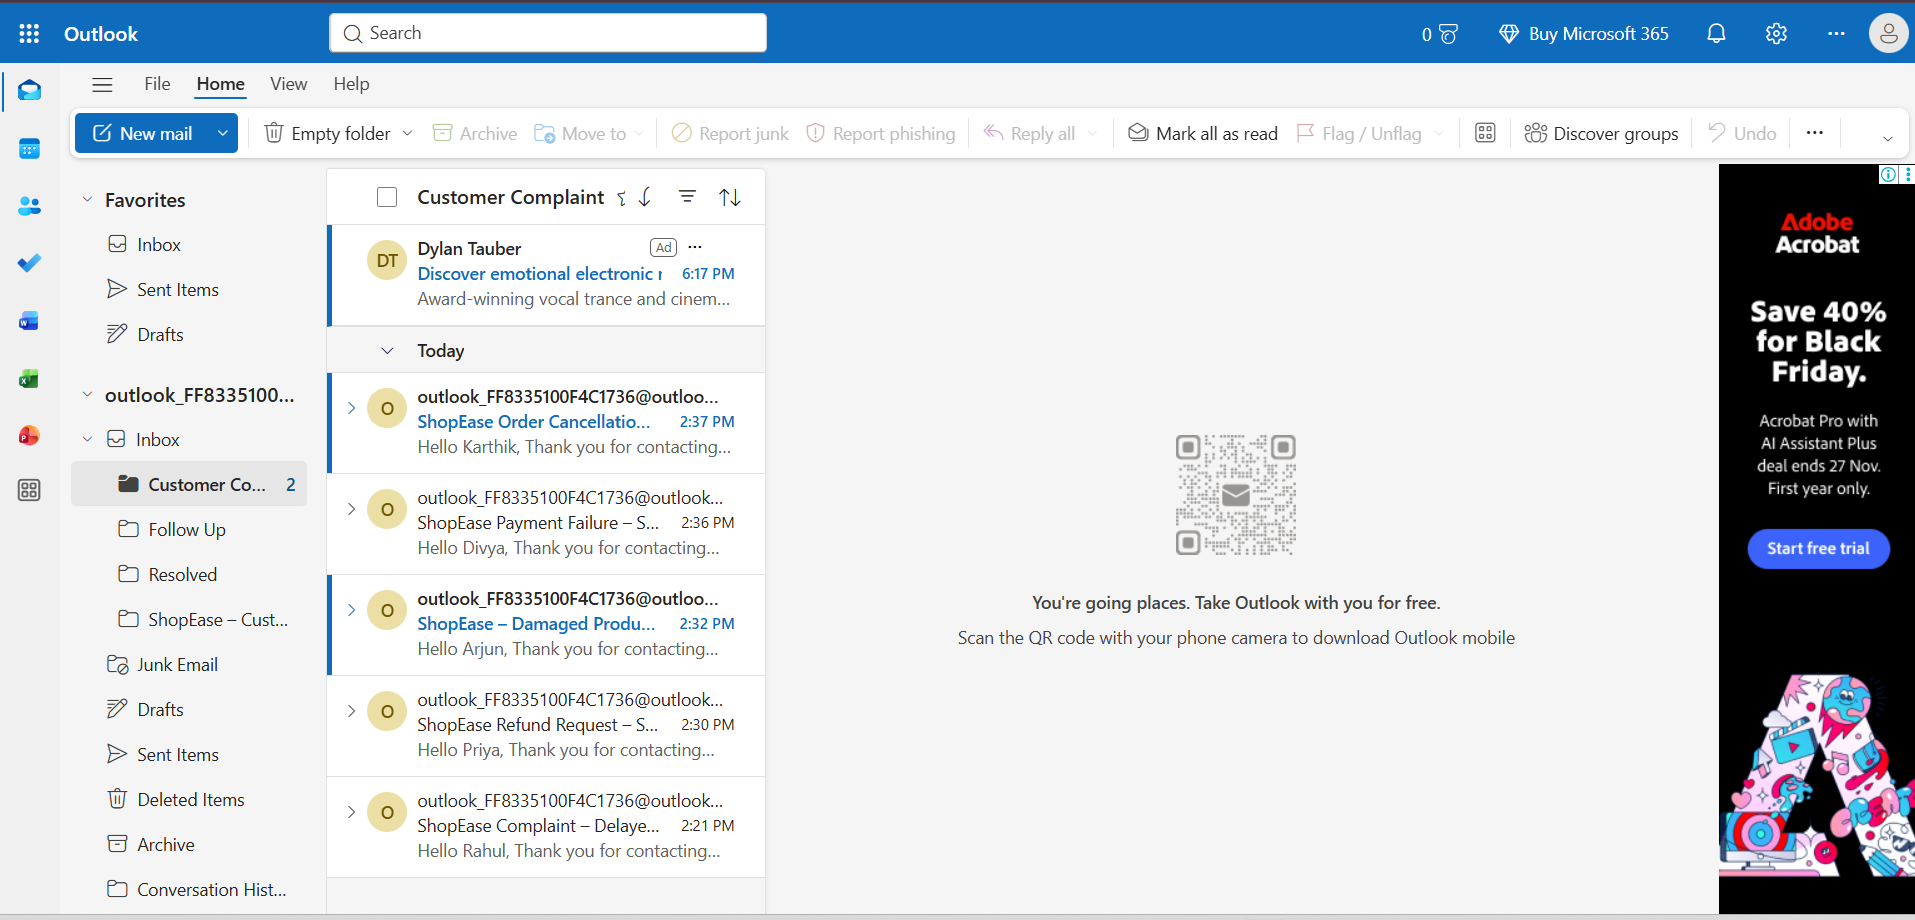 Outlook
Search
0
Buy Microsoft 365
File Home View Help
New mail
Empty folder
Archive
Move to
Report junk
Report phishing
Reply all
Mark all as read
Flag / Unflag
Discover groups
Undo
Favorites
Inbox
Sent Items
Drafts
outlook_FF8335100...
Inbox
Customer Co... 2
Follow Up
Resolved
ShopEase – Cust...
Junk Email
Drafts
Sent Items
Deleted Items
Archive
Conversation Hist...
Customer Complaint
DT
Dylan Tauber Ad
Discover emotional electronic 6:17 PM
Award-winning vocal trance and cinem...
Today
O
outlook_FF8335100F4C1736@outloo...
ShopEase Order Cancellatio... 2:37 PM
Hello Karthik, Thank you for contacting...
O
outlook_FF8335100F4C1736@outlook...
ShopEase Payment Failure – S... 2:36 PM
Hello Divya, Thank you for contacting...
O
outlook_FF8335100F4C1736@outloo...
ShopEase – Damaged Produ... 2:32 PM
Hello Arjun, Thank you for contacting...
O
outlook_FF8335100F4C1736@outlook...
ShopEase Refund Request – S... 2:30 PM
Hello Priya, Thank you for contacting...
O
outlook_FF8335100F4C1736@outlook...
ShopEase Complaint – Delaye... 2:21 PM
Hello Rahul, Thank you for contacting...
You're going places. Take Outlook with you for free.
Scan the QR code with your phone camera to download Outlook mobile
Adobe
Acrobat
Save 40%
for Black
Friday.
Acrobat Pro with
AI Assistant Plus
deal ends 27 Nov.
First year only.
Start free trial